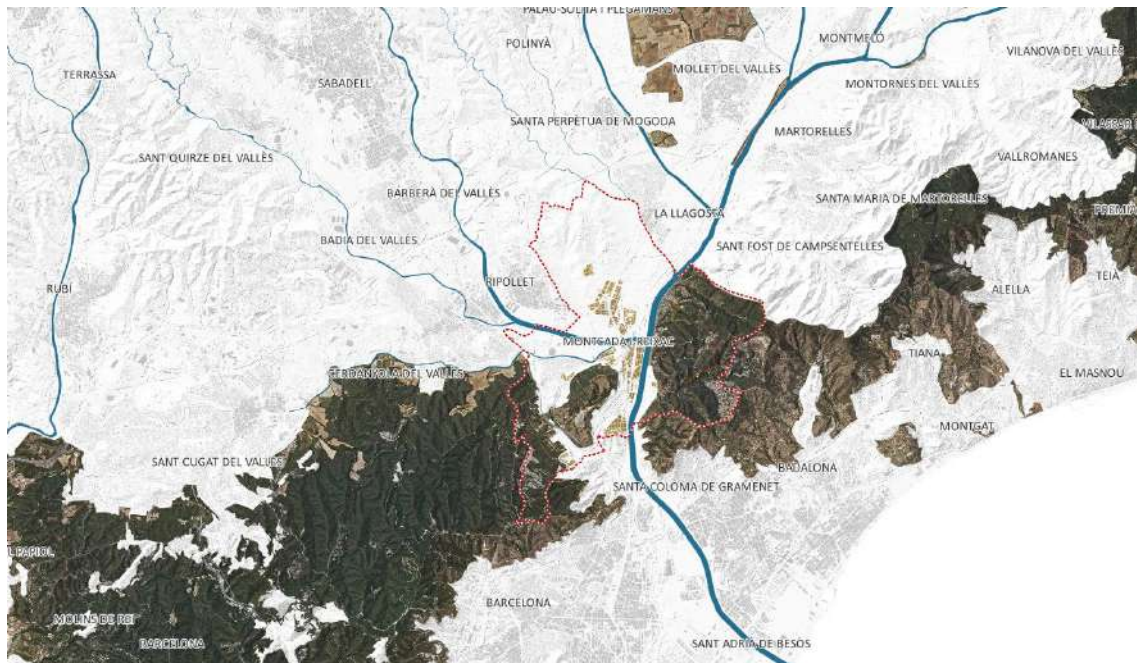 PALAU-SOLITÀ I PLEGAMANS
MONTMELÓ
POLINYÀ
VILANOVA DEL VALLÈS
TERRASSA
MOLLET DEL VALLÈS
SABADELL
MONTORNÈS DEL VALLÈS
SANTA PERPÈTUA DE MOGODA
MARTORELLES
VILASSAR
SANT QUIRZE DEL VALLÈS
VALLROMANES
BARBERÀ DEL VALLÈS
SANTA MARIA DE MARTORELLES
LA LLAGOSTA
PREMIÀ
BADIA DEL VALLÈS
SANT FOST DE CAMPSENTELLES
TEIÀ
RIPOLLET
RUBÍ
ALELLA
MONTCADA I REIXAC
TIANA
CERDANYOLA DEL VALLÈS
EL MASNOU
MONTGAT
SANT CUGAT DEL VALLÈS
BADALONA
SANTA COLOMA DE GRAMENET
EL PAPIOL
BARCELONA
MOLINS DE REI
BARCELONA
SANT ADRIÀ DE BESÒS